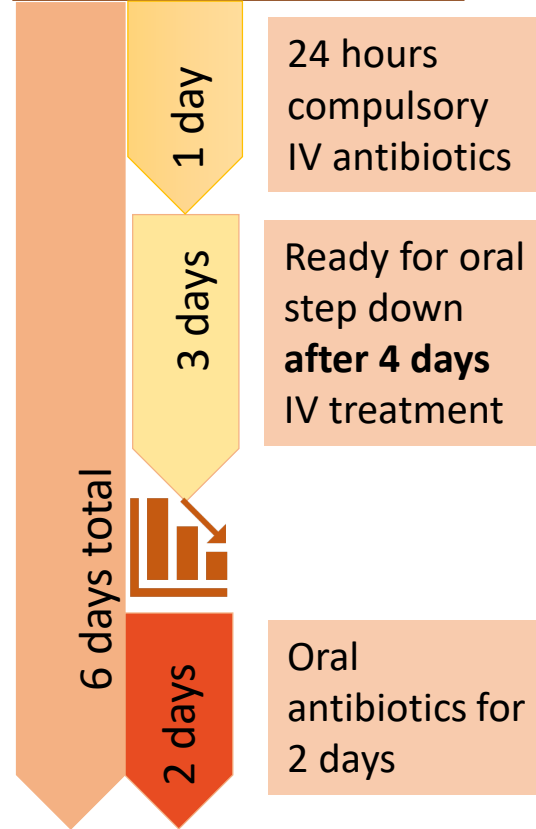 1 day
24 hours
compulsory
IV antibiotics
3 days
Ready for oral
step down
after 4 days
IV treatment
6 days total
2 days
Oral
antibiotics for
2 days